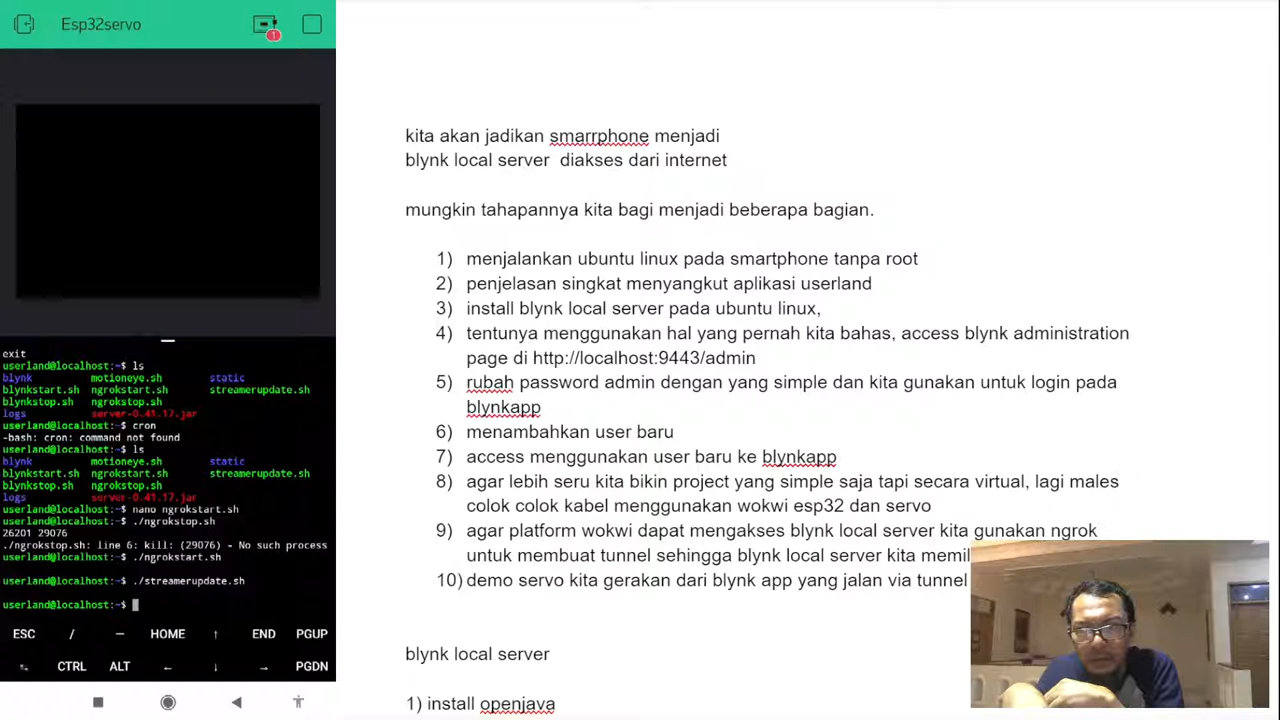 Esp32servo
1
exit
userland@localhost:~$ ls
blynk motioneye.sh static
blynkstart.sh ngrokstart.sh streamerupdate.sh
blynkstop.sh ngrokstop.sh
logs server-0.41.17.jar
userland@localhost:~$ cron
-bash: cron: command not found
userland@localhost:~$ ls
blynk motioneye.sh static
blynkstart.sh ngrokstart.sh streamerupdate.sh
blynkstop.sh ngrokstop.sh
logs server-0.41.17.jar
userland@localhost:~$ nano ngrokstart.sh
userland@localhost:~$ ./ngrokstop.sh
26201 29076
./ngrokstop.sh: line 6: kill: (29076) - No such process
userland@localhost:~$ ./ngrokstart.sh
userland@localhost:~$ ./streamerupdate.sh
userland@localhost:~$
ESC / — HOME ↑ END PGUP
CTRL ALT ← ↓ → PGDN
kita akan jadikan smarrphone menjadi
blynk local server diakses dari internet
mungkin tahapannya kita bagi menjadi beberapa bagian.
1) menjalankan ubuntu linux pada smartphone tanpa root
2) penjelasan singkat menyangkut aplikasi userland
3) install blynk local server pada ubuntu linux,
4) tentunya menggunakan hal yang pernah kita bahas, access blynk administration
page di http://localhost:9443/admin
5) rubah password admin dengan yang simple dan kita gunakan untuk login pada
blynkapp
6) menambahkan user baru
7) access menggunakan user baru ke blynkapp
8) agar lebih seru kita bikin project yang simple saja tapi secara virtual, lagi males
colok colok kabel menggunakan wokwi esp32 dan servo
9) agar platform wokwi dapat mengakses blynk local server kita gunakan ngrok
untuk membuat tunnel sehingga blynk local server kita memil
10) demo servo kita gerakan dari blynk app yang jalan via tunnel
blynk local server
1) install openjava